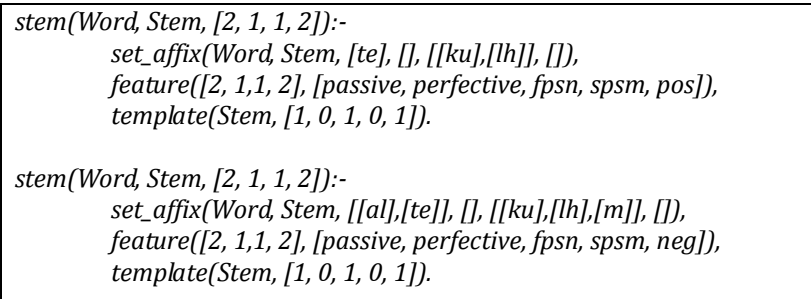 stem(Word, Stem, [2, 1, 1, 2]):-
set_affix(Word, Stem, [te], [], [[ku],[lh]], []),
feature([2, 1,1, 2], [passive, perfective, fpsn, spsm, pos]),
template(Stem, [1, 0, 1, 0, 1]).
stem(Word, Stem, [2, 1, 1, 2]):-
set_affix(Word, Stem, [[al],[te]], [], [[ku],[lh],[m]], []),
feature([2, 1,1, 2], [passive, perfective, fpsn, spsm, neg]),
template(Stem, [1, 0, 1, 0, 1]).